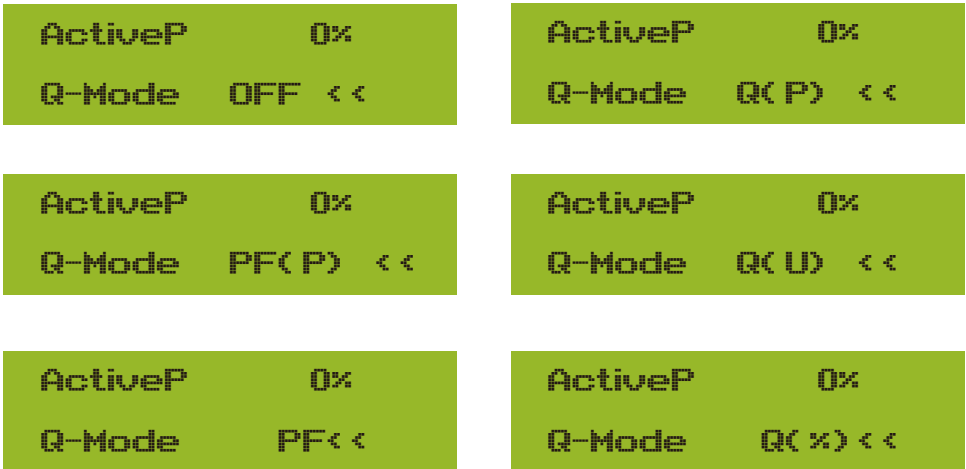 ActiveP 0%
Q-Mode OFF <<
ActiveP 0%
Q-Mode Q(P) <<
ActiveP 0%
Q-Mode PF(P) <<
ActiveP 0%
Q-Mode Q(U) <<
ActiveP 0%
Q-Mode PF<<
ActiveP 0%
Q-Mode Q(%)<<